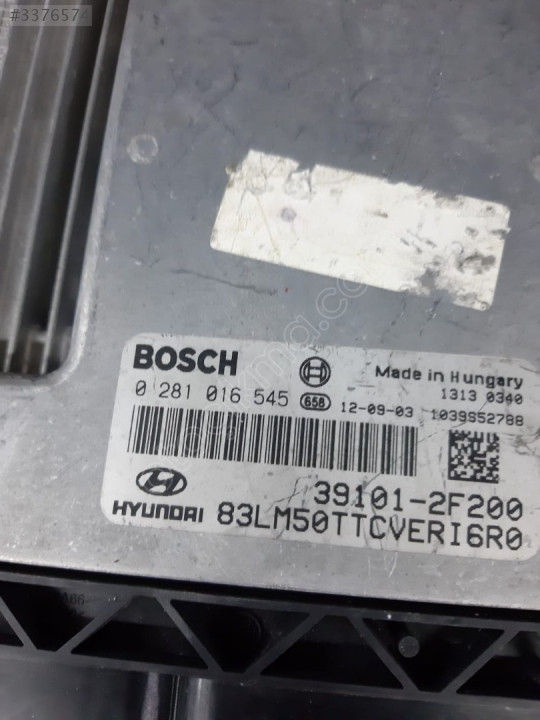 #337657
BOSCH
Made in Hungary
1313 0340
0 281 016 545 658 12-09-03 1039S52788
39101-2F200
HYUNDAI 83LM50TTCVERI6R0